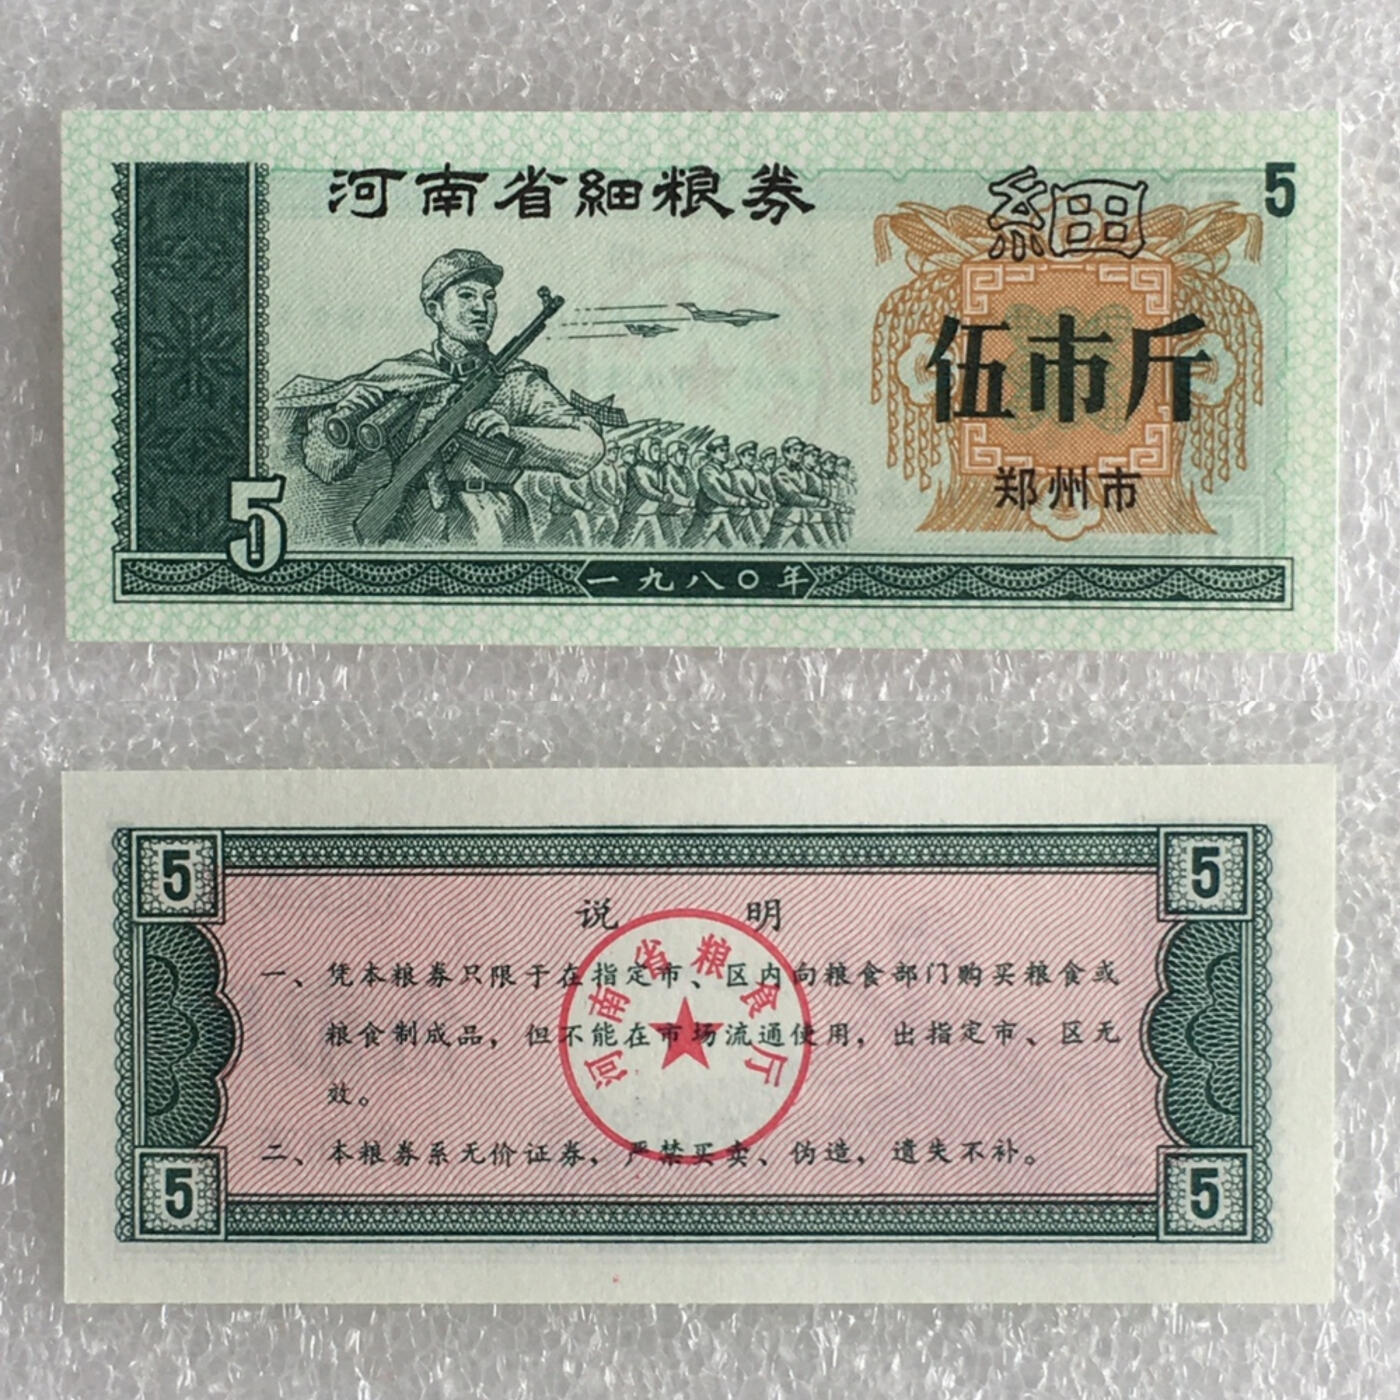 河南省細粮券
細
5
伍市斤
郑州市
5
一九八〇年
5
5
说 明
一、凭本粮券只限于在指定市、区内向粮食部门购买粮食或
粮食制成品，但不能在市场流通使用，出指定市、区无
效。
二、本粮券系无价证券，严禁买卖、伪造，遗失不补。
河南省粮食厅
5
5